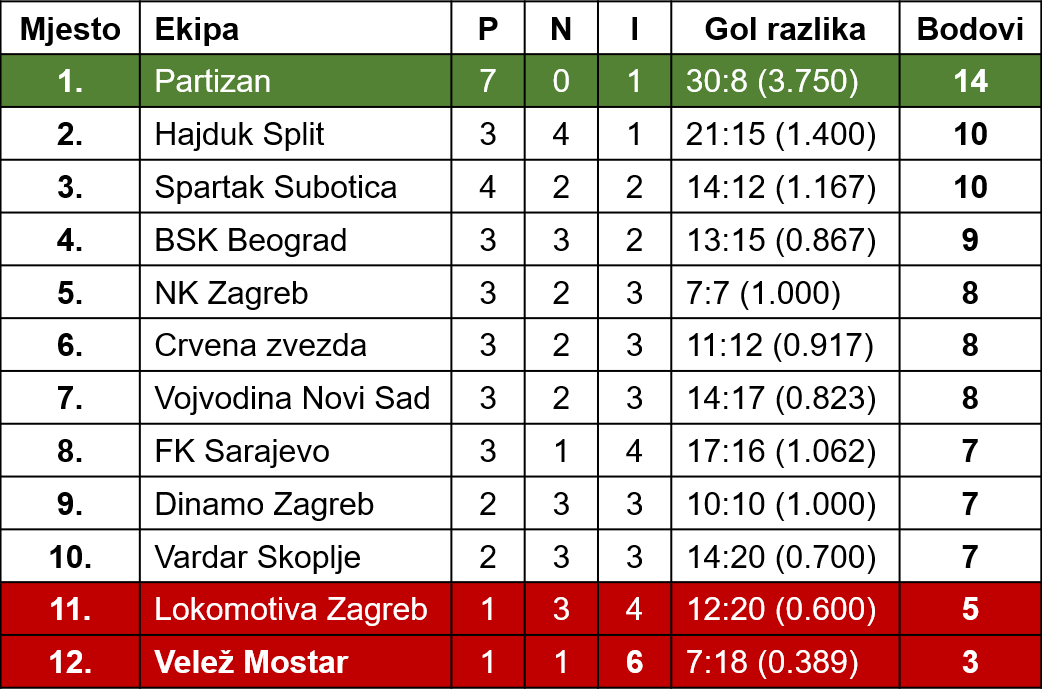 Mjesto Ekipa P N I Gol razlika Bodovi
1. Partizan 7 0 1 30:8 (3.750) 14
2. Hajduk Split 3 4 1 21:15 (1.400) 10
3. Spartak Subotica 4 2 2 14:12 (1.167) 10
4. BSK Beograd 3 3 2 13:15 (0.867) 9
5. NK Zagreb 3 2 3 7:7 (1.000) 8
6. Crvena zvezda 3 2 3 11:12 (0.917) 8
7. Vojvodina Novi Sad 3 2 3 14:17 (0.823) 8
8. FK Sarajevo 3 1 4 17:16 (1.062) 7
9. Dinamo Zagreb 2 3 3 10:10 (1.000) 7
10. Vardar Skoplje 2 3 3 14:20 (0.700) 7
11. Lokomotiva Zagreb 1 3 4 12:20 (0.600) 5
12. Velež Mostar 1 1 6 7:18 (0.389) 3